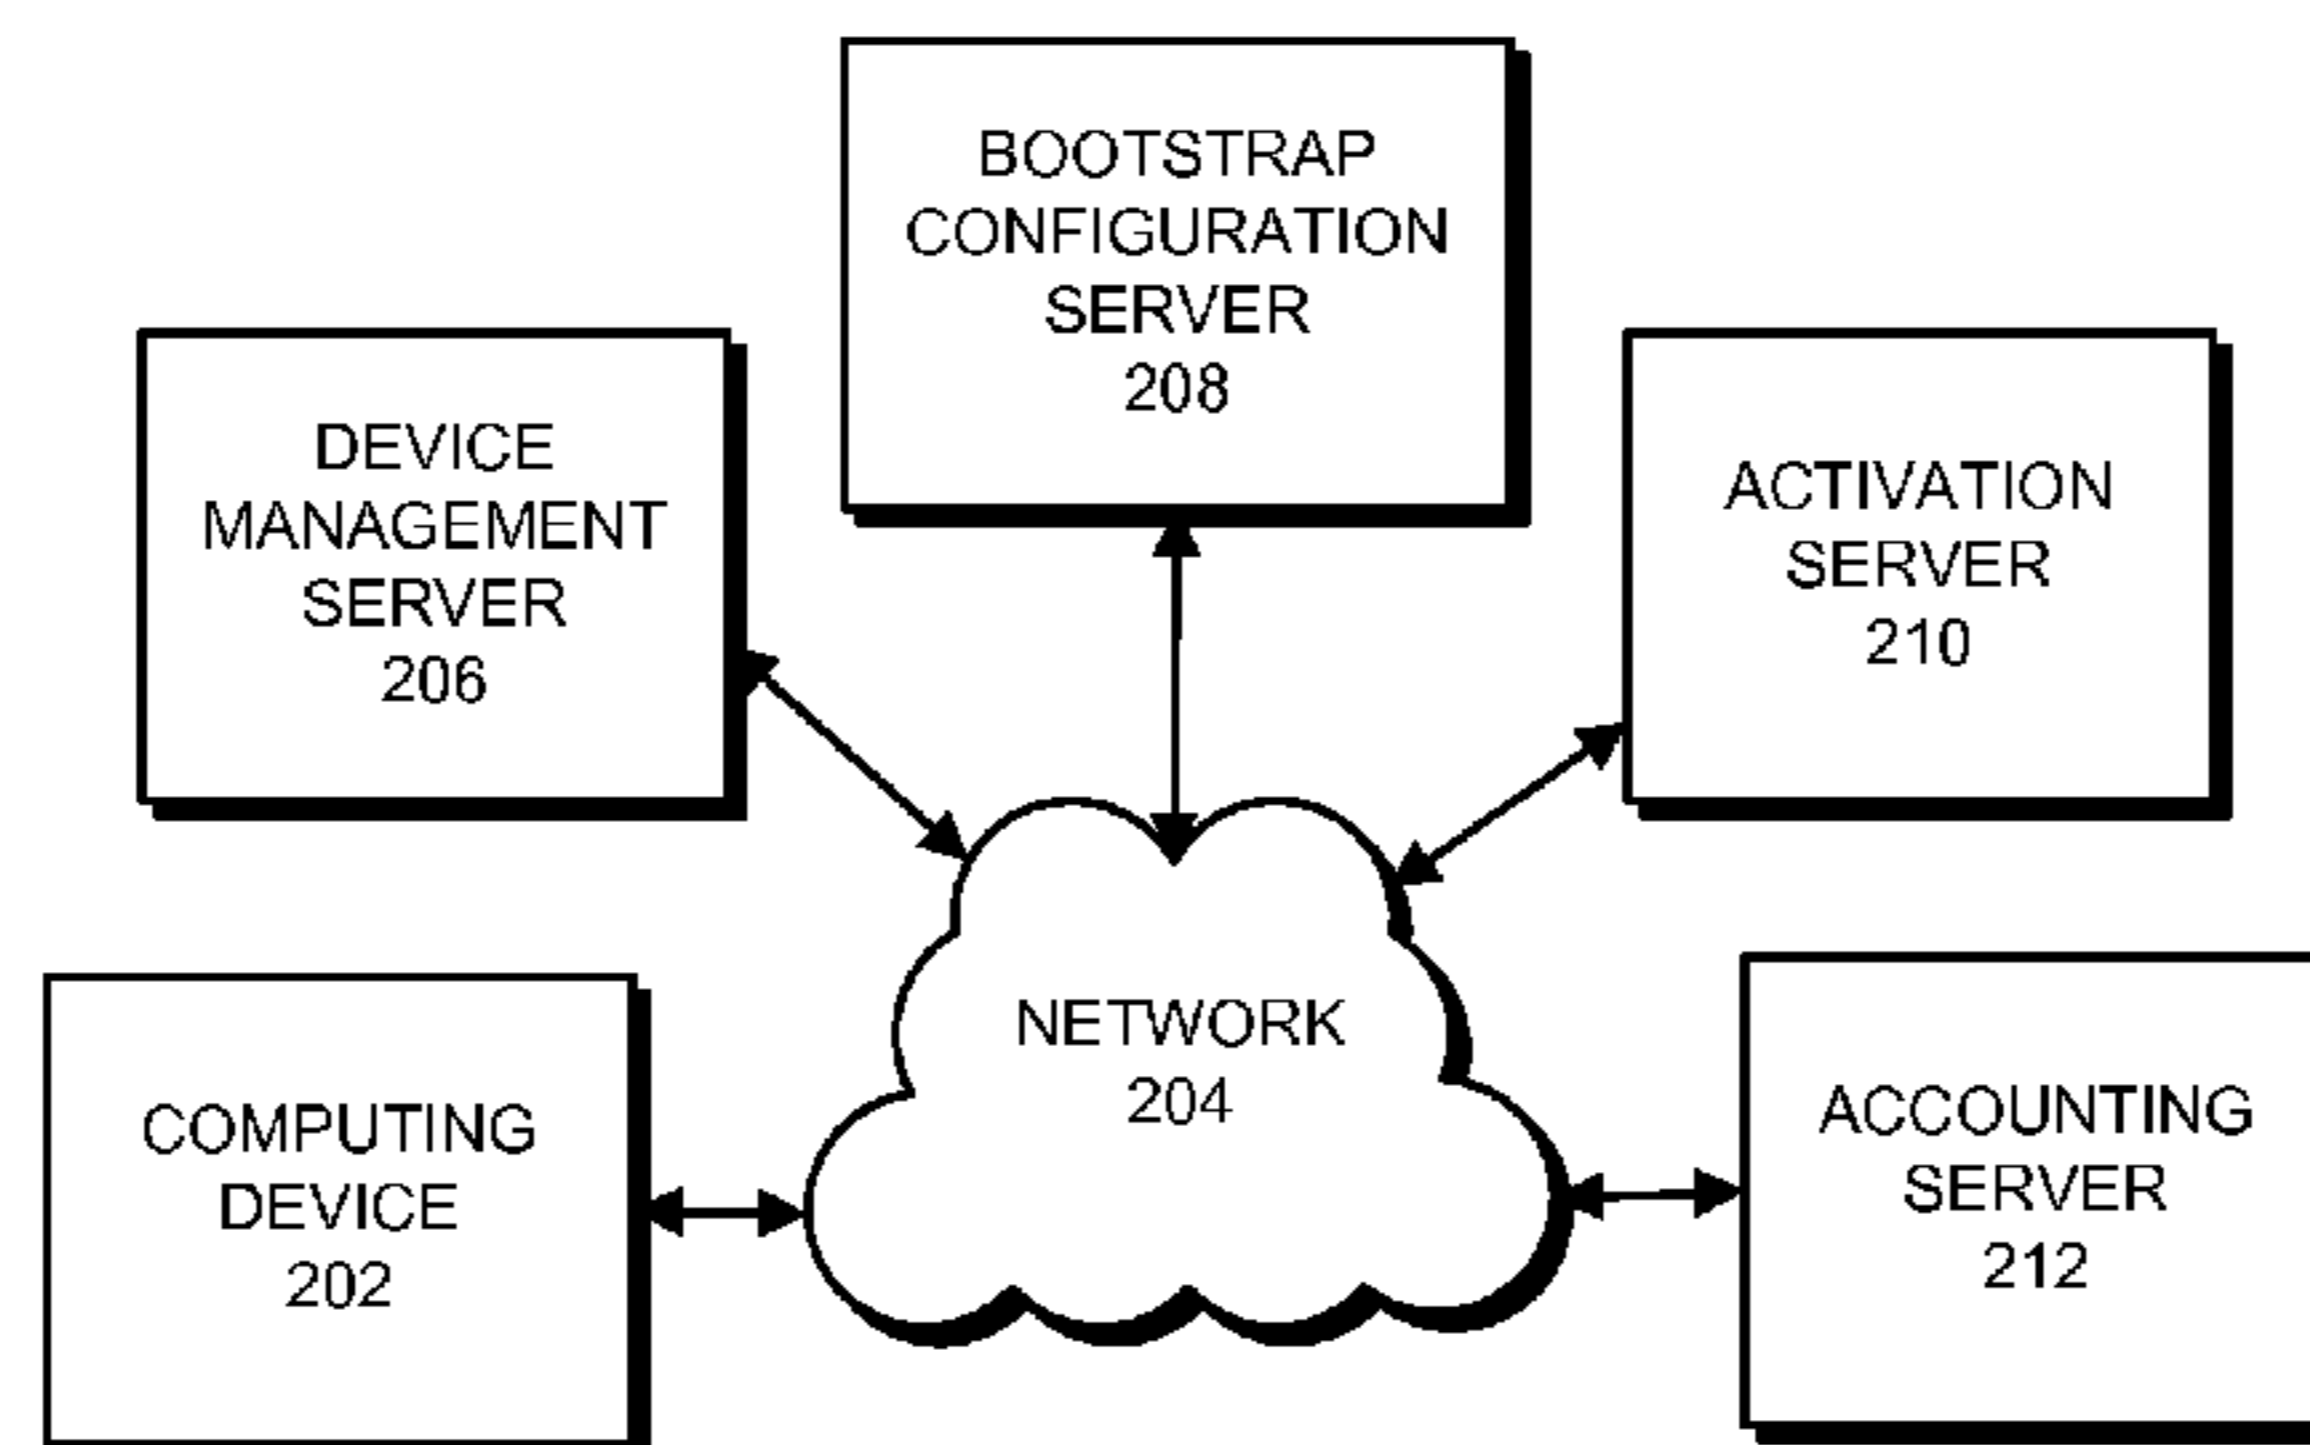 BOOTSTRAP
CONFIGURATION
SERVER
208
DEVICE
MANAGEMENT
SERVER
206
ACTIVATION
SERVER
210
NETWORK
204
COMPUTING
DEVICE
202
ACCOUNTING
SERVER
212